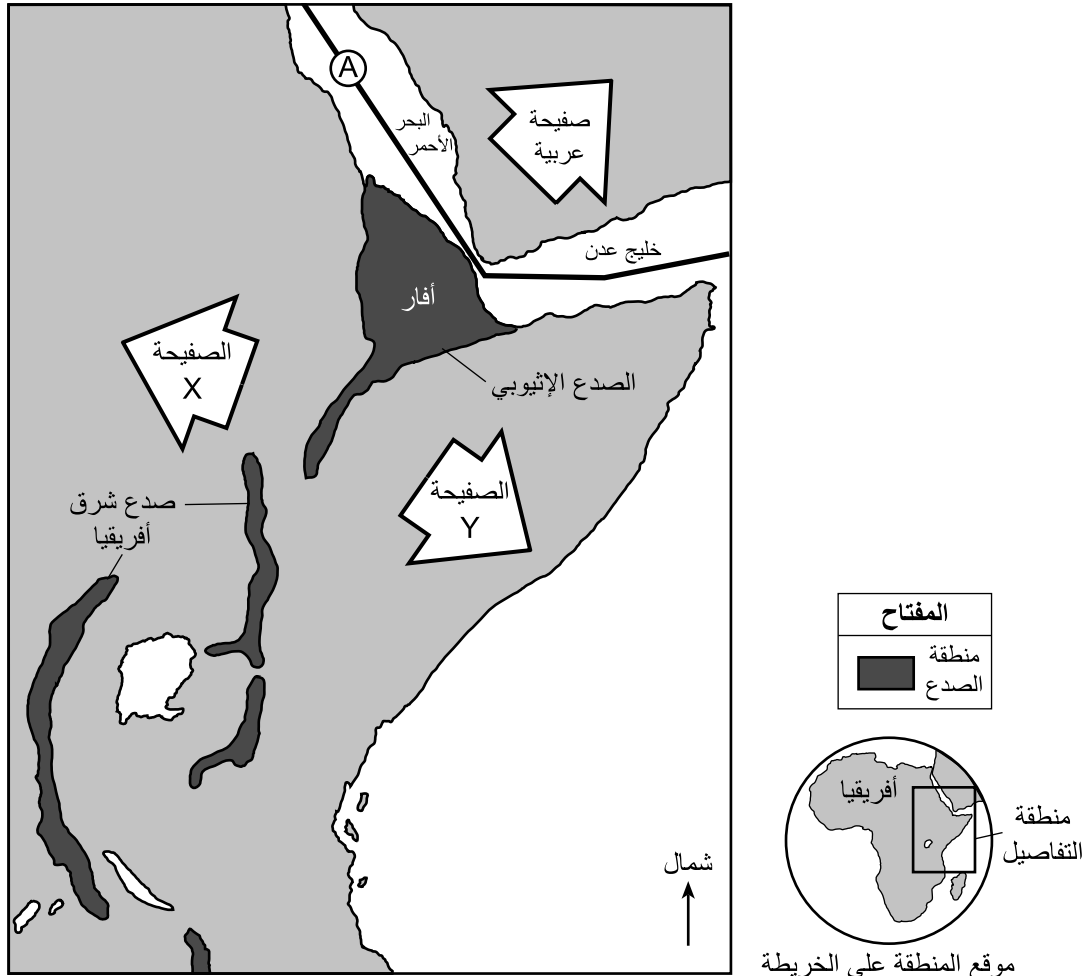 A
البحر
الأحمر
صفيحة
عربية
خليج عدن
أفار
الصفيحة
X
الصدع الإثيوبي
الصفيحة
Y
صدع شرق
أفريقيا
شمال
المفتاح
منطقة
الصدع
أفريقيا
منطقة
التفاصيل
موقع المنطقة على الخريطة